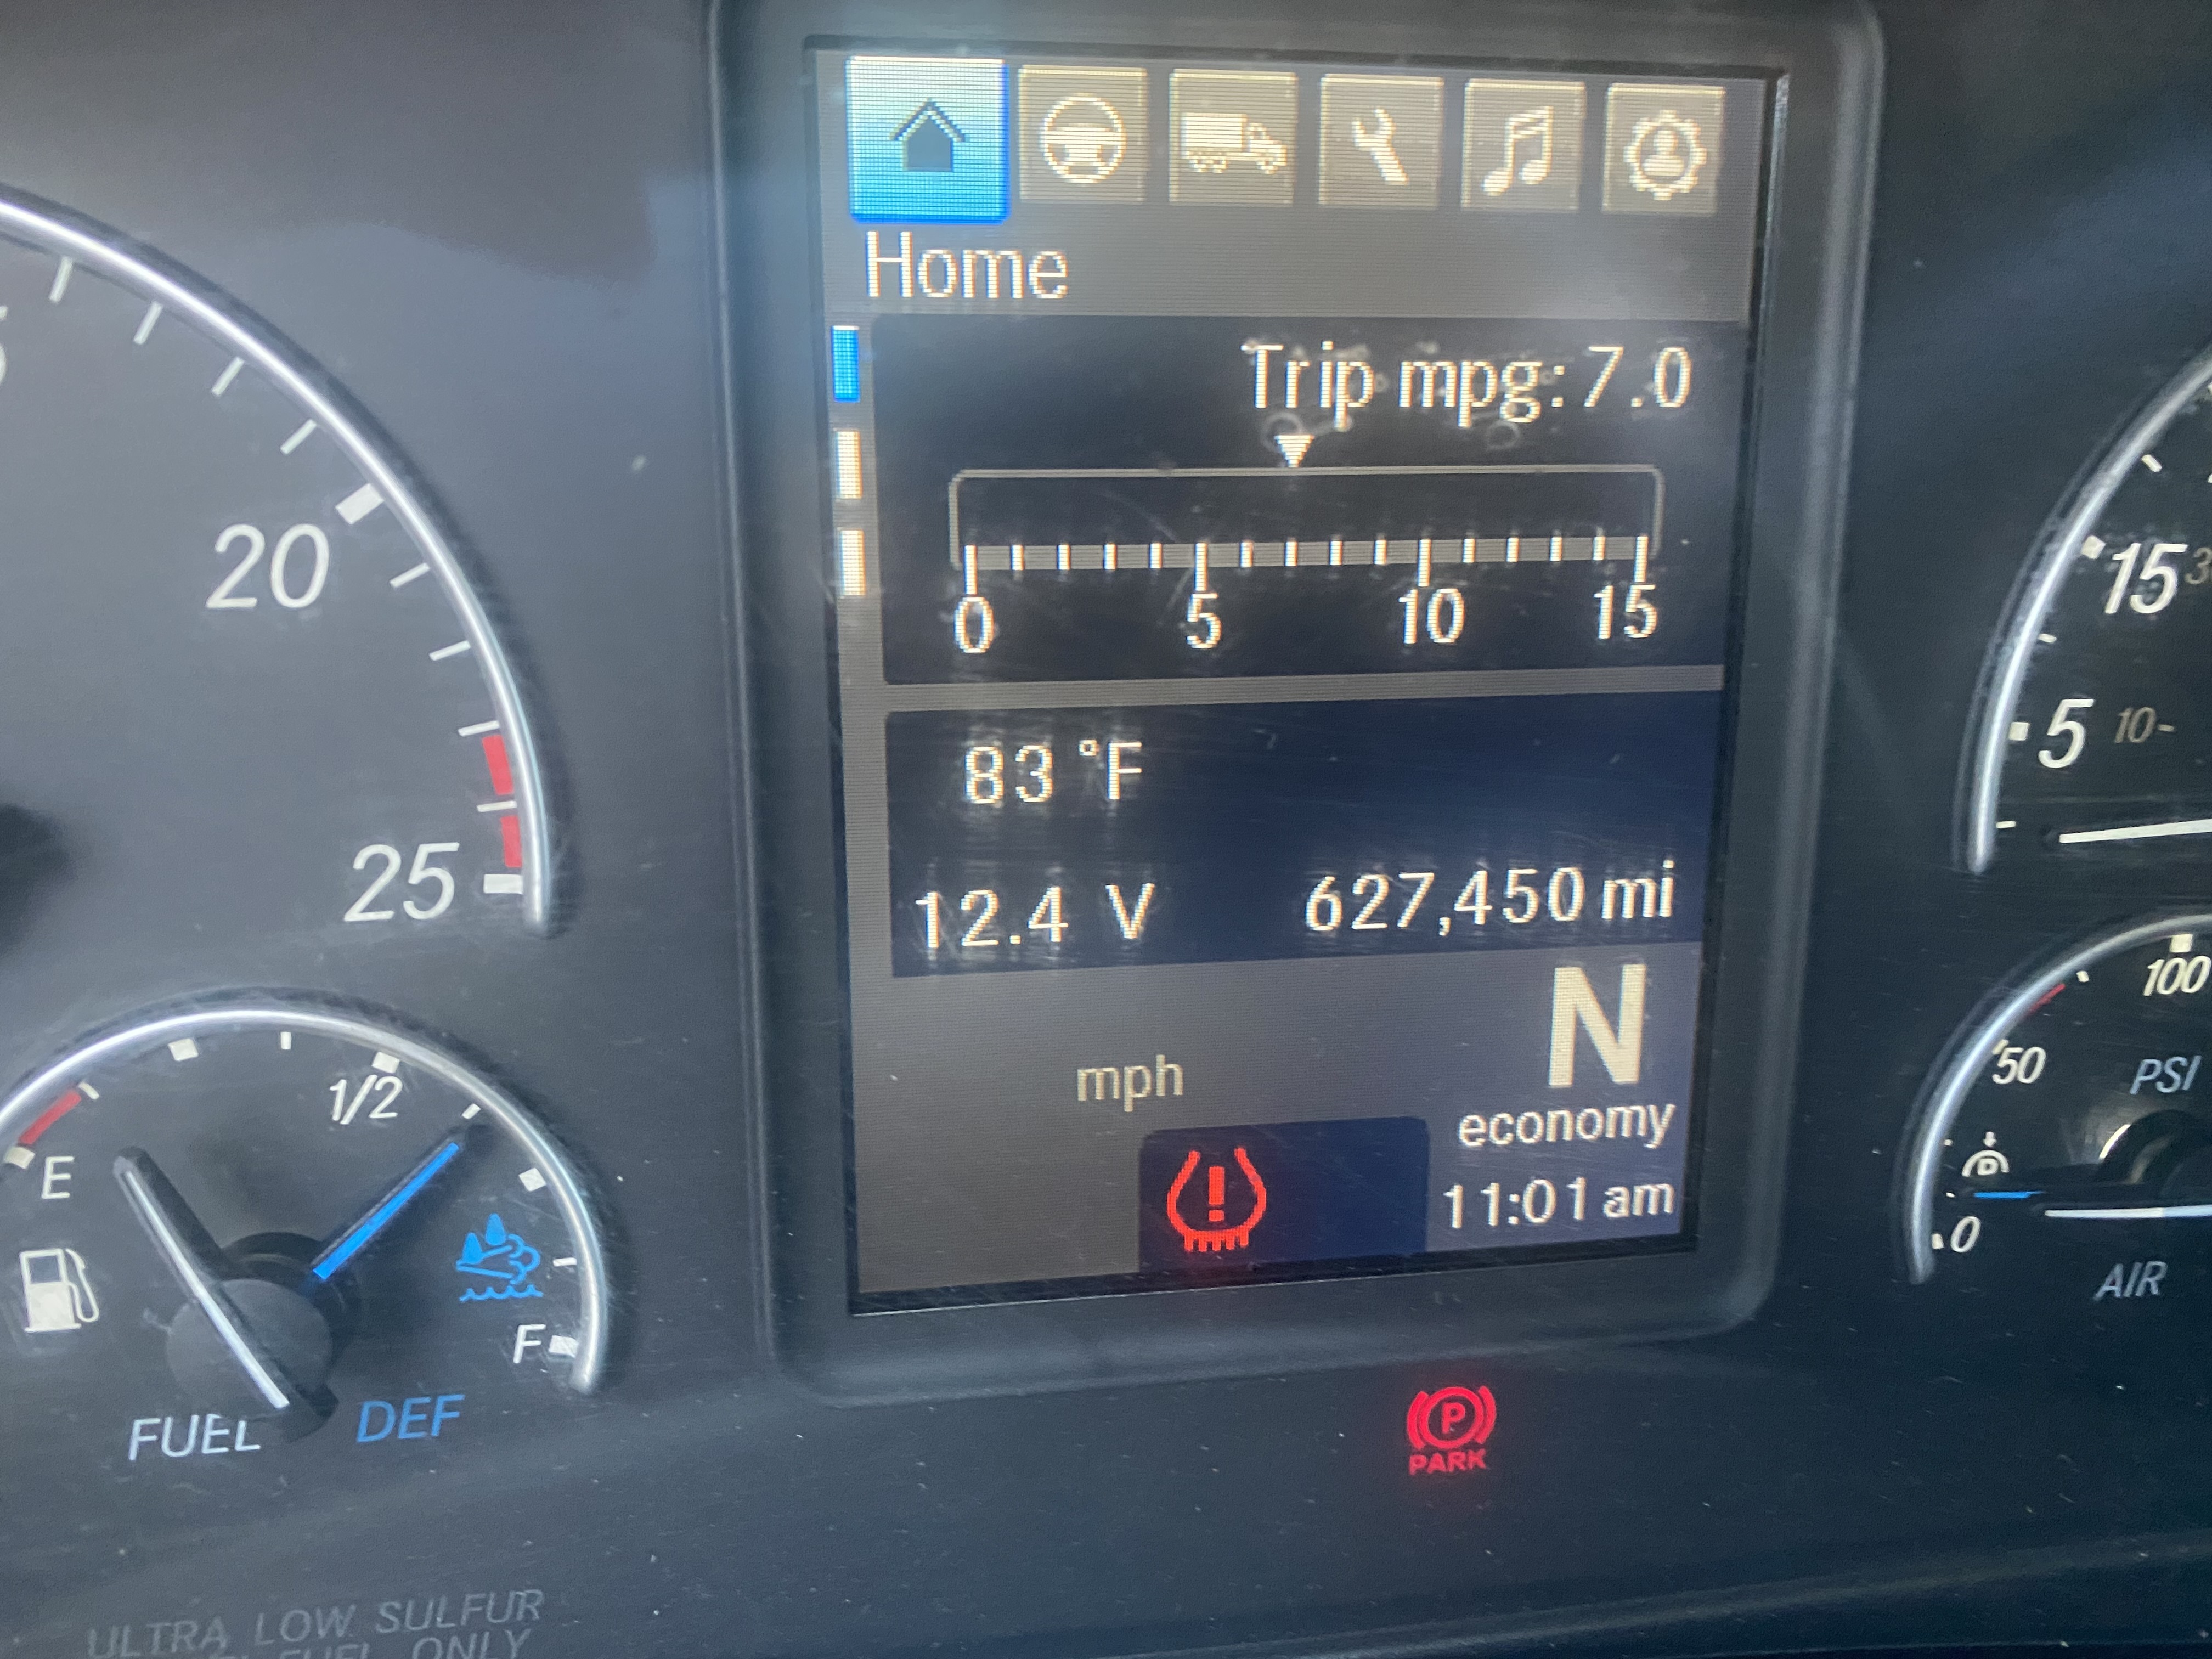 Home
Trip mpg: 7.0
0 5 10 15
83 °F
12.4 V 627,450 mi
N
mph
economy
11:01 am
20
25
1/2
E
F
FUEL DEF
ULTRA LOW SULFUR
FUEL ONLY
15
5 10
100
50
PSI
0
AIR
P
PARK